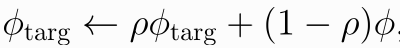 ϕ_targ ← ρϕ_targ + (1 − ρ)ϕ,